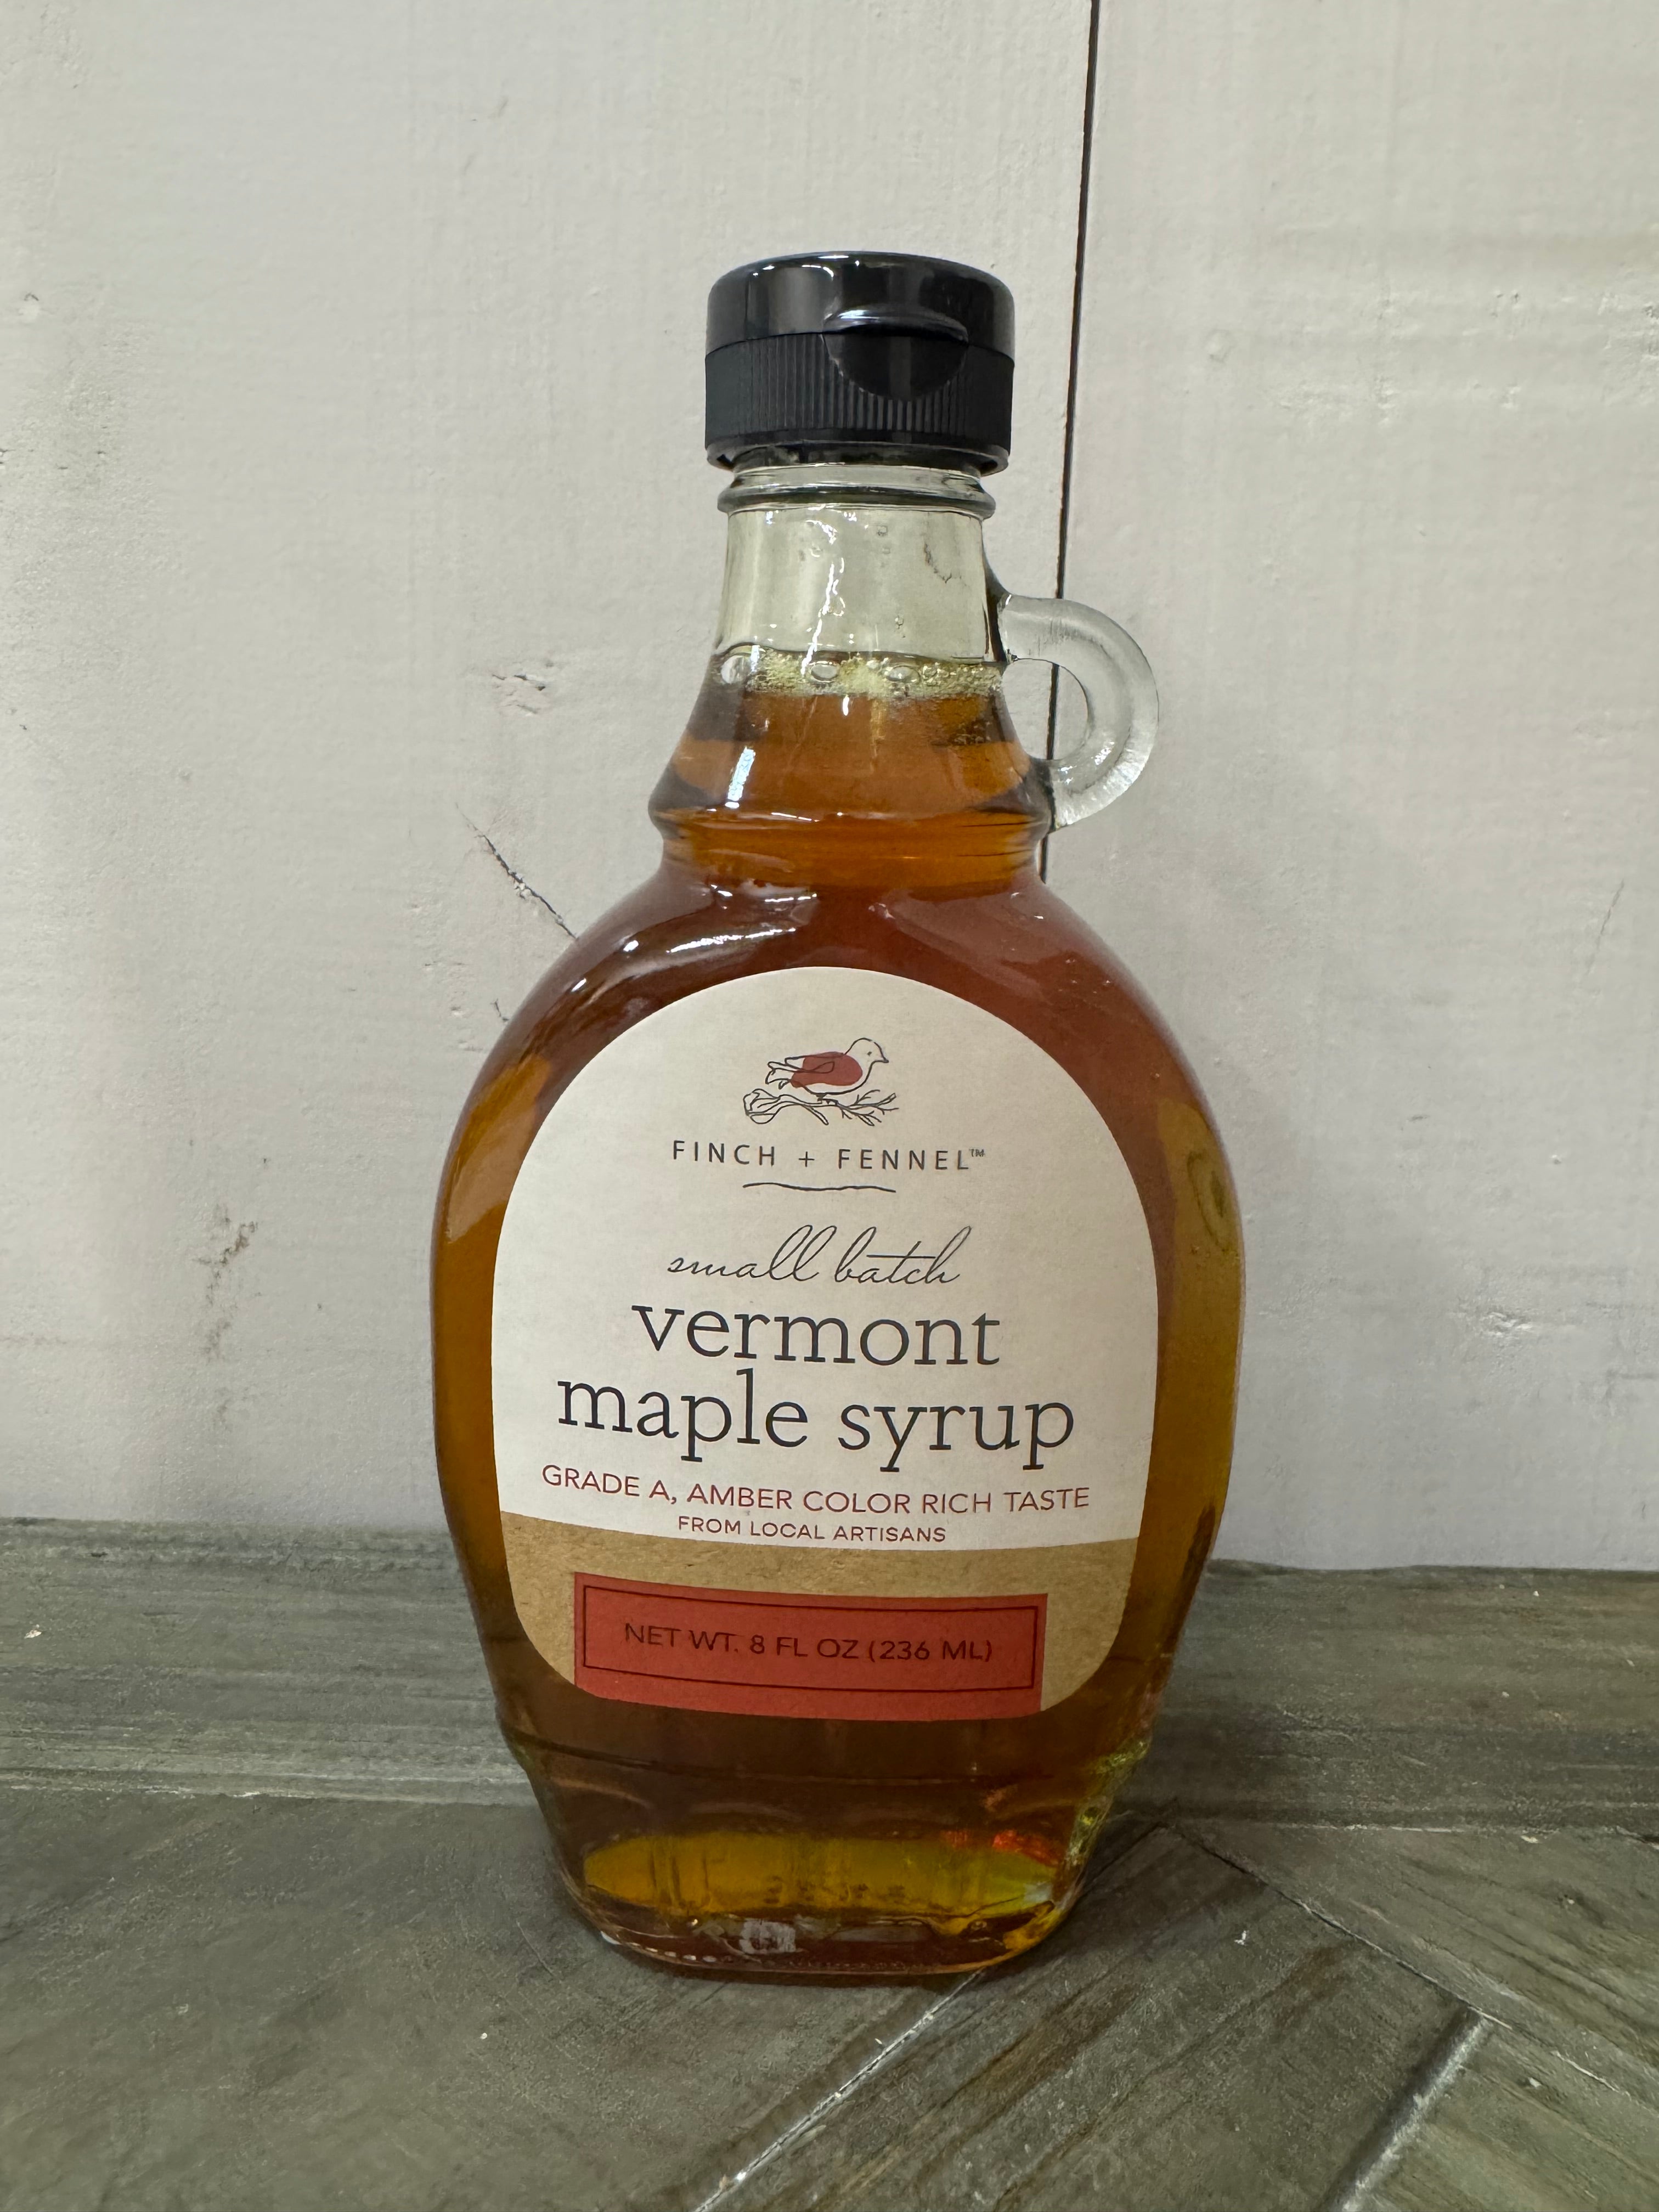 FINCH + FENNEL™
small batch
vermont
maple syrup
GRADE A, AMBER COLOR RICH TASTE
FROM LOCAL ARTISANS
NET WT. 8 FL OZ (236 ML)